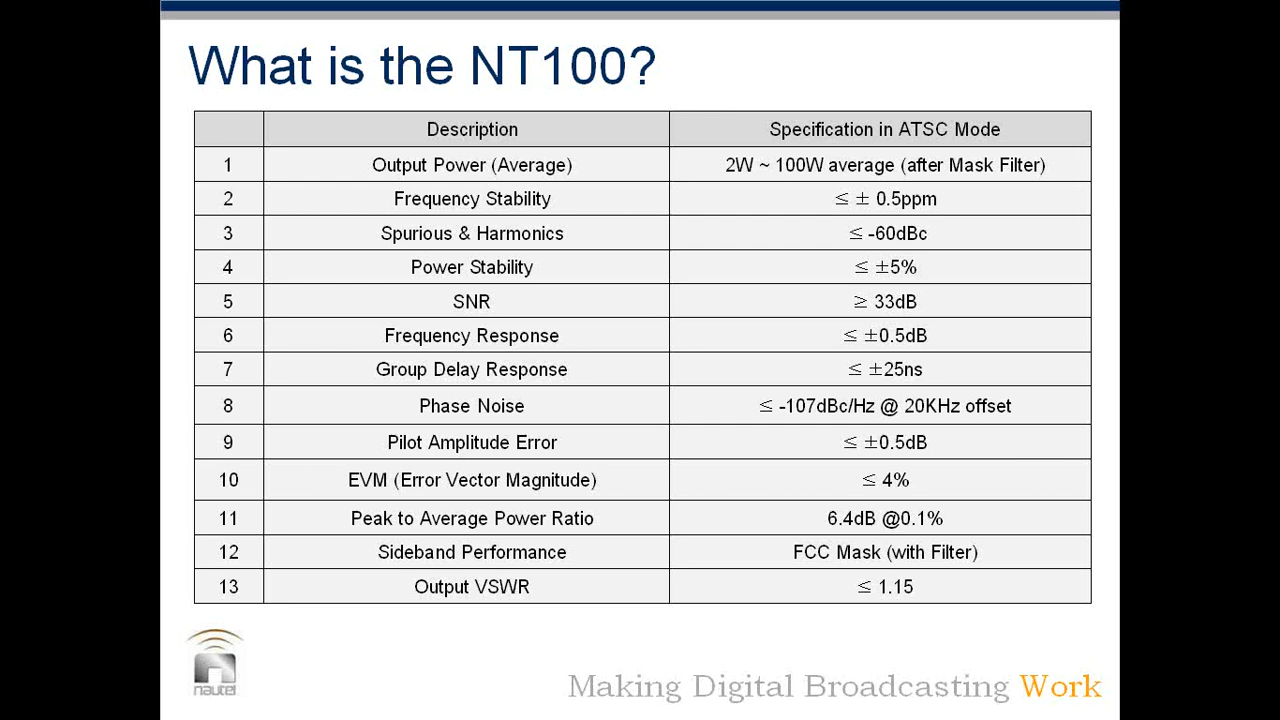 What is the NT100?
Description Specification in ATSC Mode
1 Output Power (Average) 2W ~ 100W average (after Mask Filter)
2 Frequency Stability ≤ ± 0.5ppm
3 Spurious & Harmonics ≤ -60dBc
4 Power Stability ≤ ±5%
5 SNR ≥ 33dB
6 Frequency Response ≤ ±0.5dB
7 Group Delay Response ≤ ±25ns
8 Phase Noise ≤ -107dBc/Hz @ 20KHz offset
9 Pilot Amplitude Error ≤ ±0.5dB
10 EVM (Error Vector Magnitude) ≤ 4%
11 Peak to Average Power Ratio 6.4dB @0.1%
12 Sideband Performance FCC Mask (with Filter)
13 Output VSWR ≤ 1.15
nautel
Making Digital Broadcasting Work